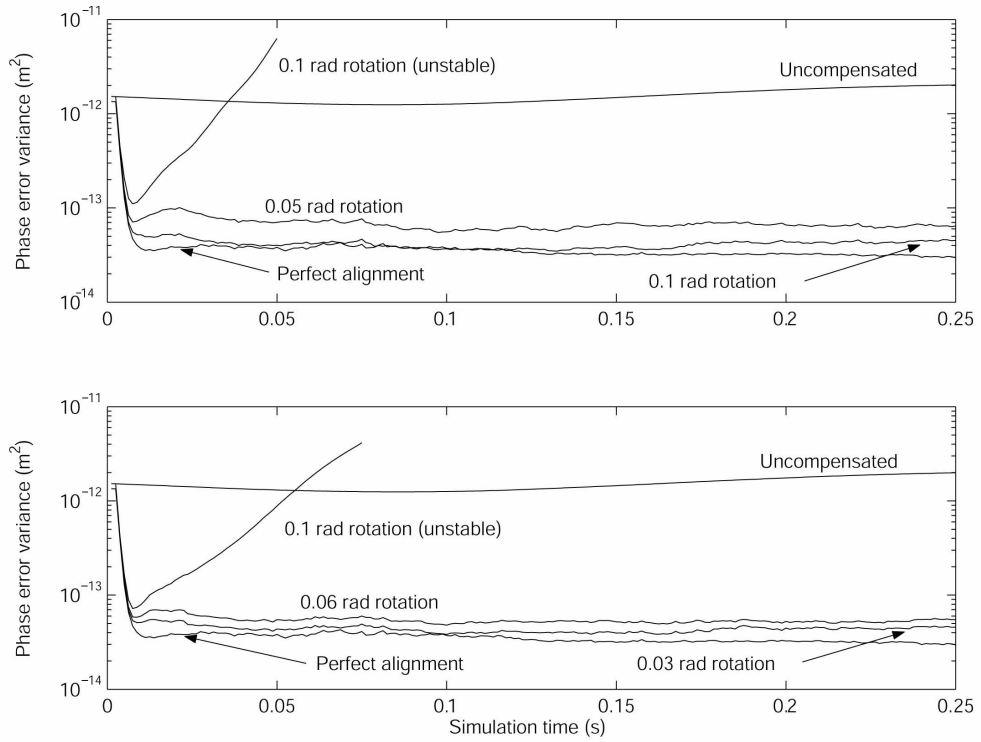 10⁻¹¹
0.1 rad rotation (unstable)
Uncompensated
10⁻¹²
Phase error variance (m²)
10⁻¹³
0.05 rad rotation
Perfect alignment
0.1 rad rotation
10⁻¹⁴
0 0.05 0.1 0.15 0.2 0.25
10⁻¹¹
Uncompensated
10⁻¹²
0.1 rad rotation (unstable)
Phase error variance (m²)
10⁻¹³
0.06 rad rotation
Perfect alignment
0.03 rad rotation
10⁻¹⁴
0 0.05 0.1 0.15 0.2 0.25
Simulation time (s)